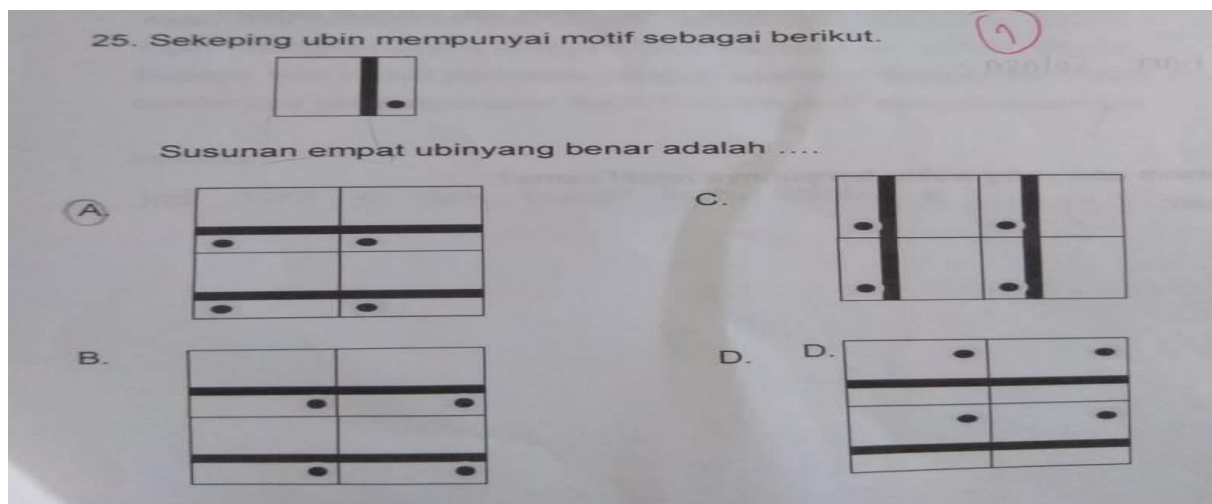 25. Sekeping ubin mempunyai motif sebagai berikut.
Susunan empat ubinyang benar adalah ....
A.
C.
B.
D. D.